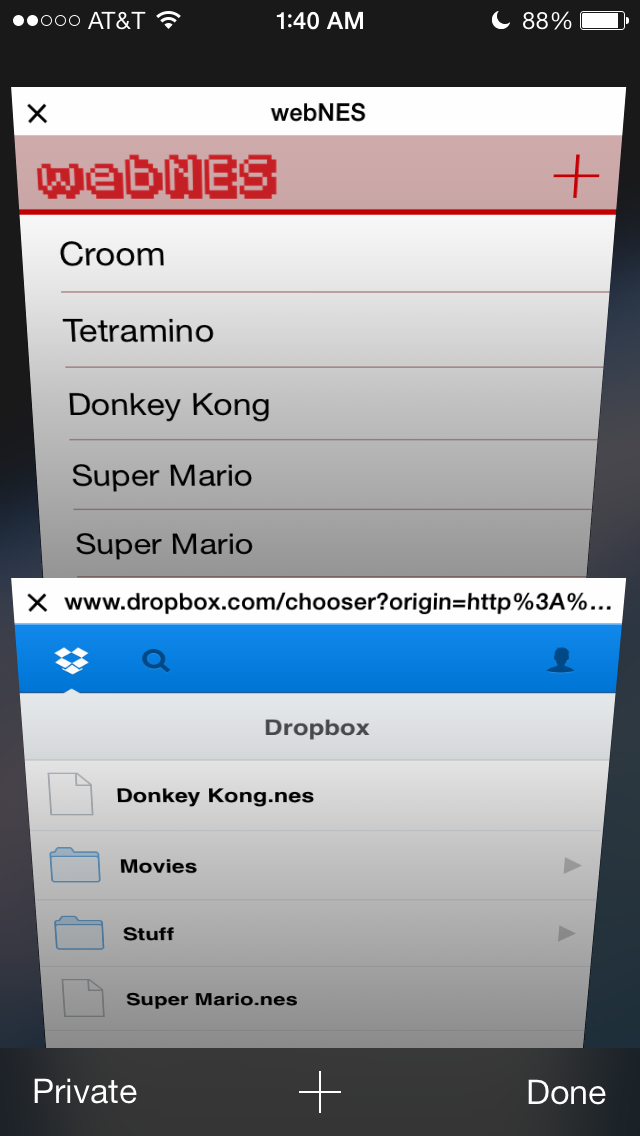 AT&T 1:40 AM 88%
webNES
webNES
Croom
Tetramino
Donkey Kong
Super Mario
Super Mario
www.dropbox.com/chooser?origin=http%3A%...
Dropbox
Donkey Kong.nes
Movies
Stuff
Super Mario.nes
Private Done